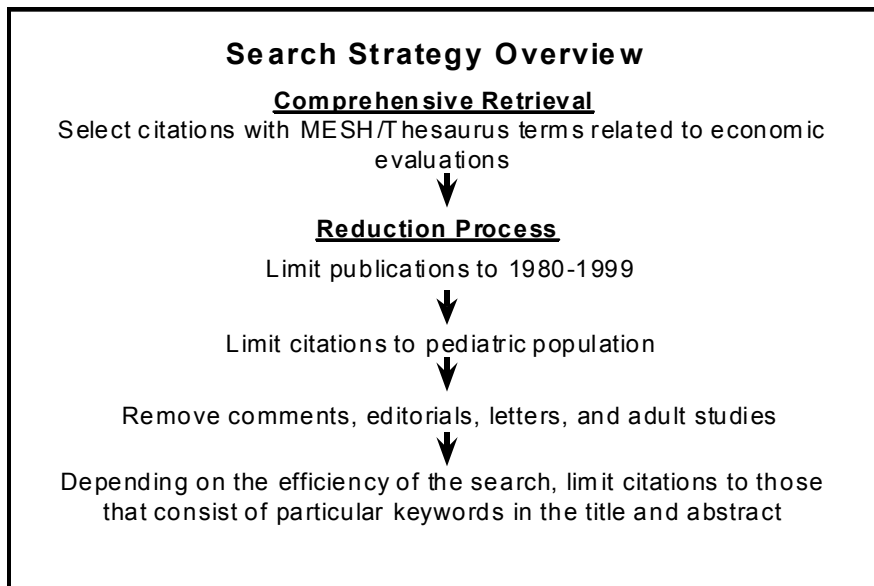 Search Strategy Overview
Comprehensive Retrieval
Select citations with MESH/Thesaurus terms related to economic
evaluations
Reduction Process
Limit publications to 1980-1999
Limit citations to pediatric population
Remove comments, editorials, letters, and adult studies
Depending on the efficiency of the search, limit citations to those
that consist of particular keywords in the title and abstract